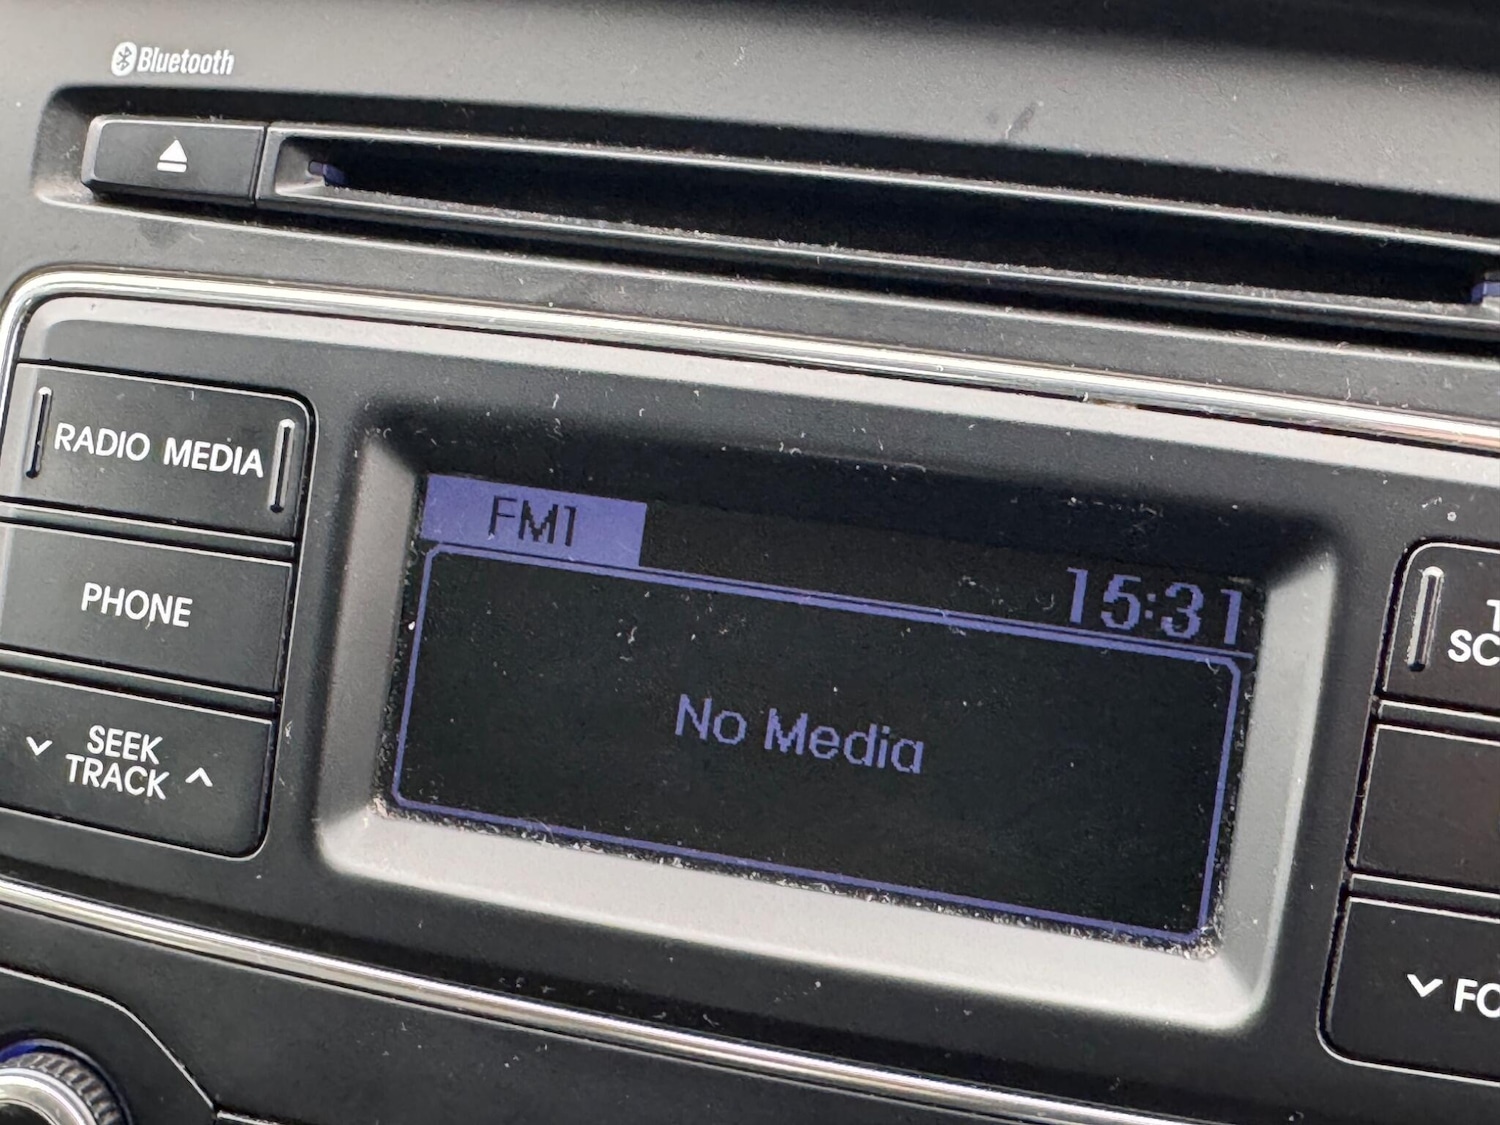 Bluetooth
RADIO MEDIA
PHONE
SEEK
TRACK
FM1
15:31
No Media